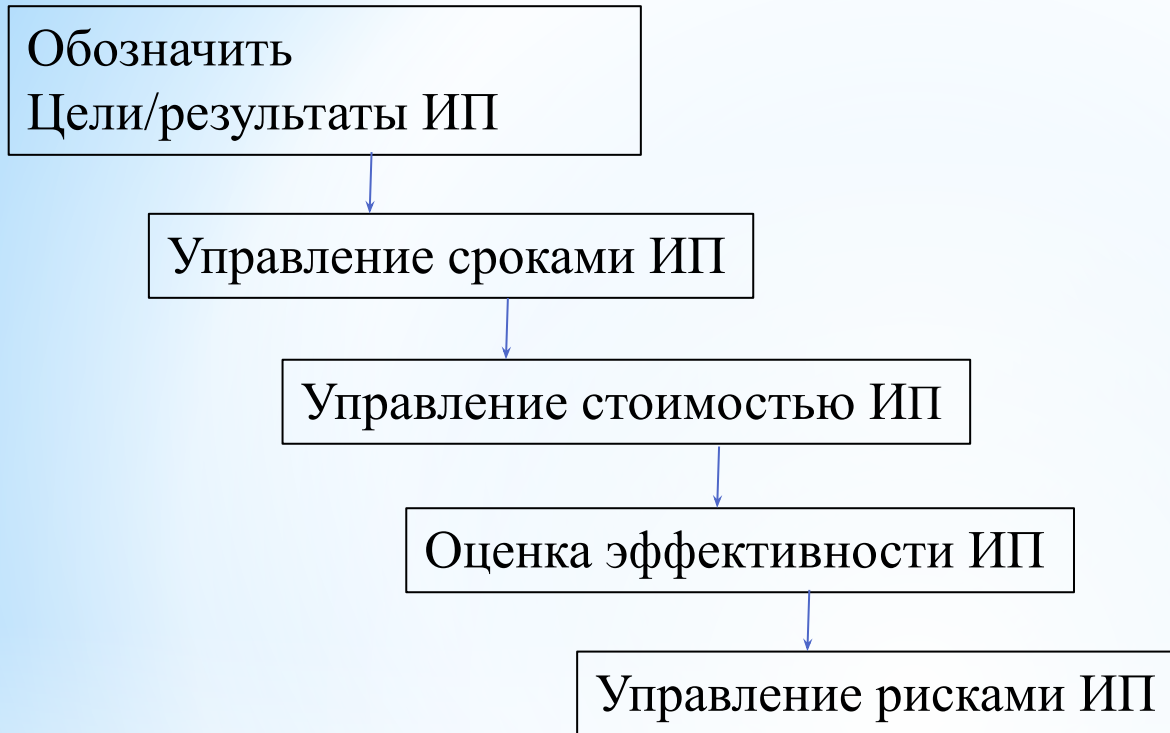 Обозначить
Цели/результаты ИП
Управление сроками ИП
Управление стоимостью ИП
Оценка эффективности ИП
Управление рисками ИП